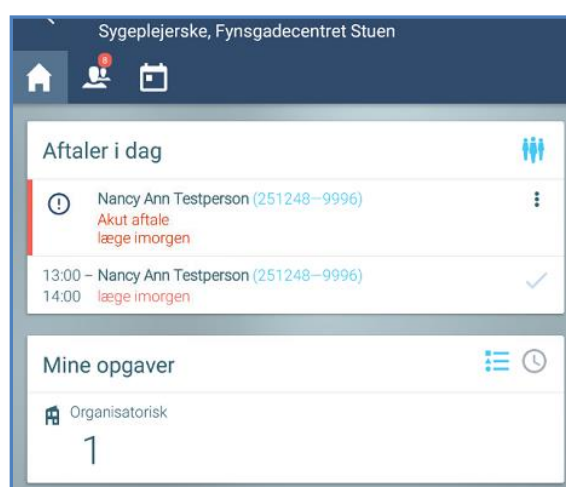 Sygeplejerske, Fynsgadecentret Stuen
8
Aftaler i dag
Nancy Ann Testperson (251248–9996)
Akut aftale
læge imorgen
13:00 – Nancy Ann Testperson (251248–9996)
14:00 læge imorgen
Mine opgaver
Organisatorisk
1